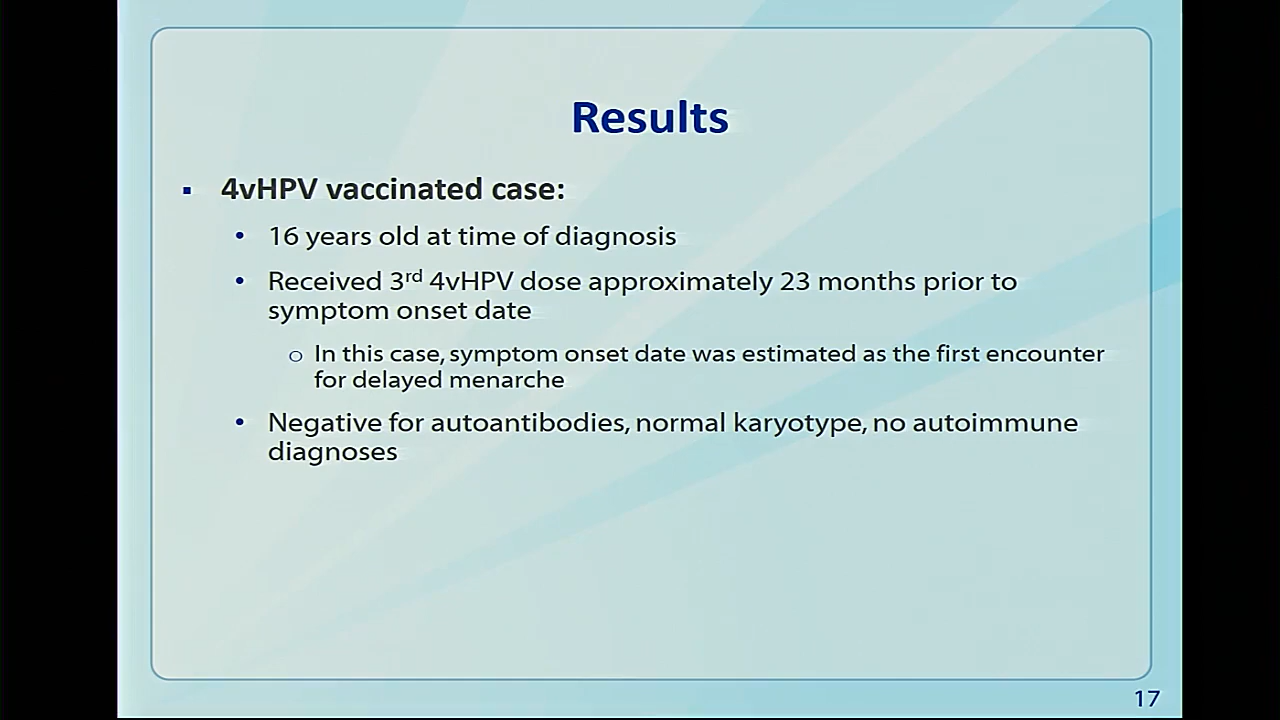 Results
▪ 4vHPV vaccinated case:
• 16 years old at time of diagnosis
• Received 3rd 4vHPV dose approximately 23 months prior to
symptom onset date
o In this case, symptom onset date was estimated as the first encounter
for delayed menarche
• Negative for autoantibodies, normal karyotype, no autoimmune
diagnoses
17